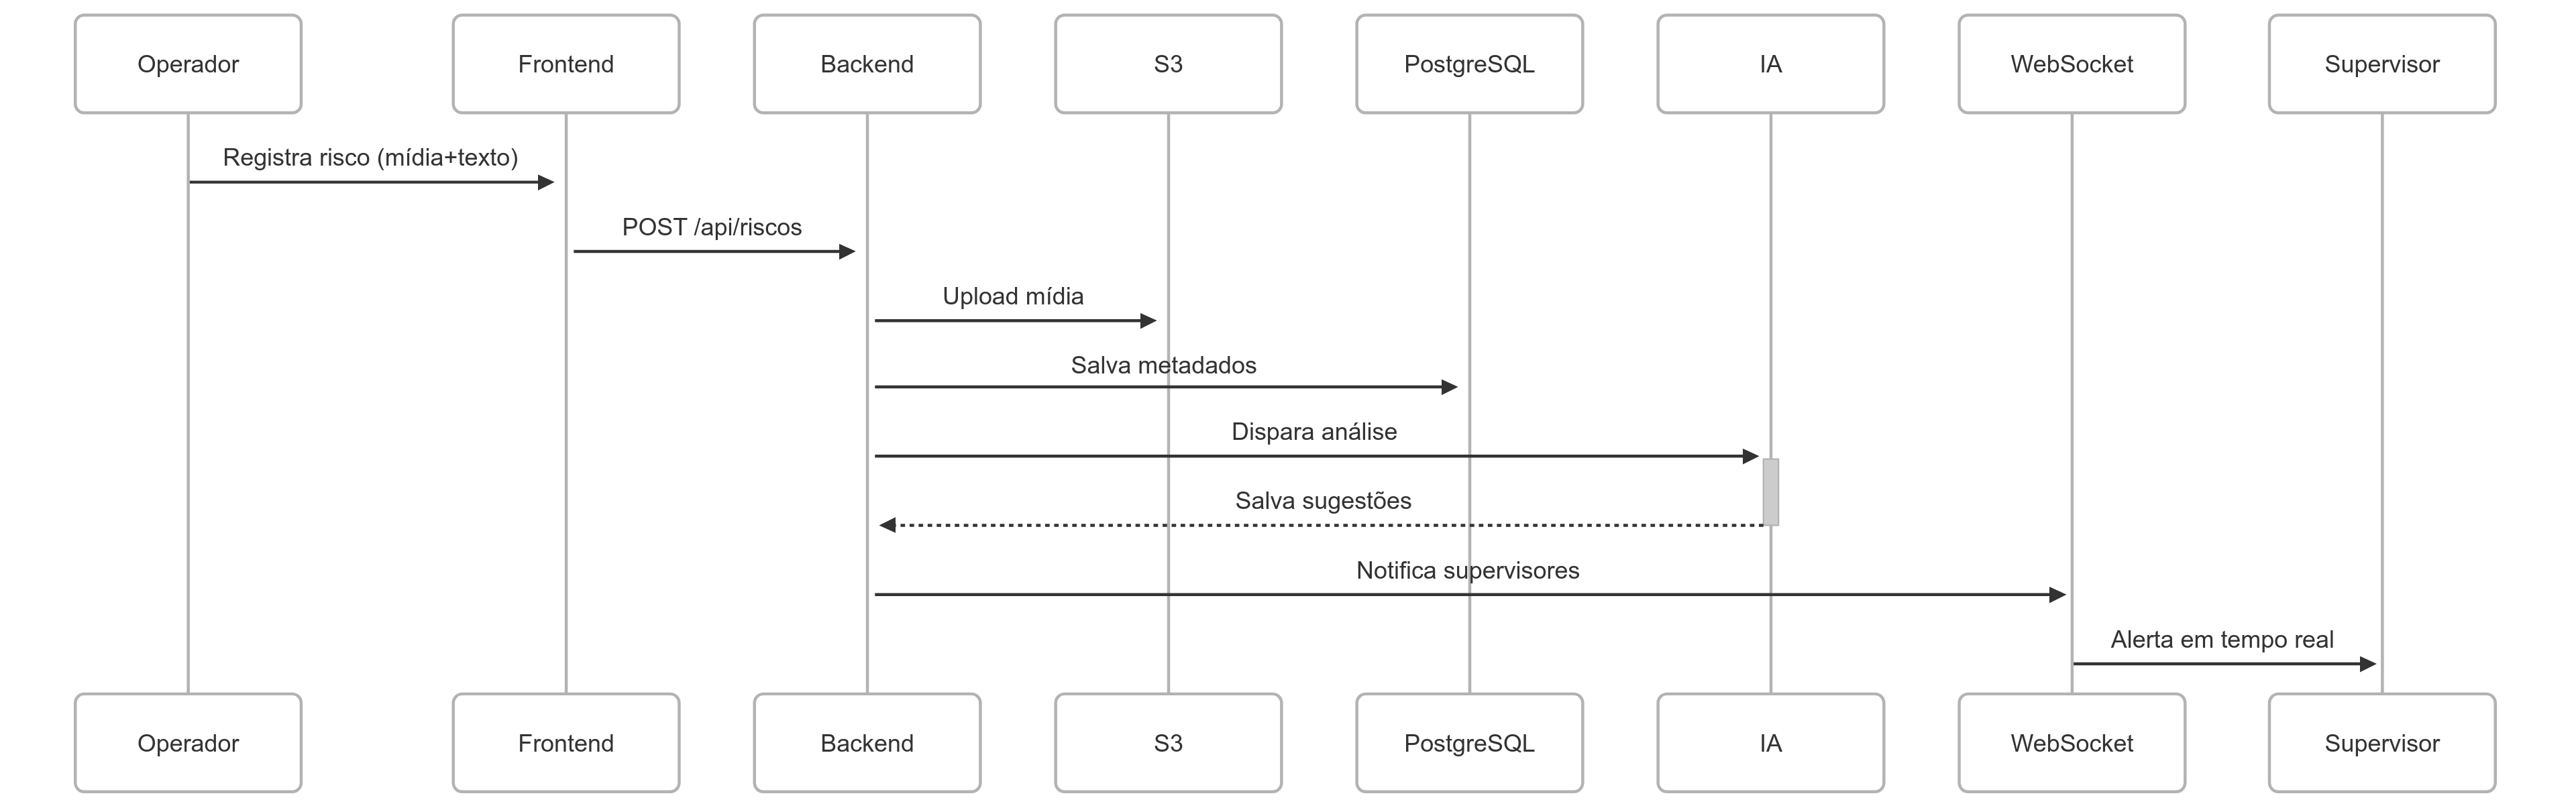 Operador
Frontend
Backend
S3
PostgreSQL
IA
WebSocket
Supervisor
Registra risco (mídia+texto)
POST /api/riscos
Upload mídia
Salva metadados
Dispara análise
Salva sugestões
Notifica supervisores
Alerta em tempo real
Operador
Frontend
Backend
S3
PostgreSQL
IA
WebSocket
Supervisor